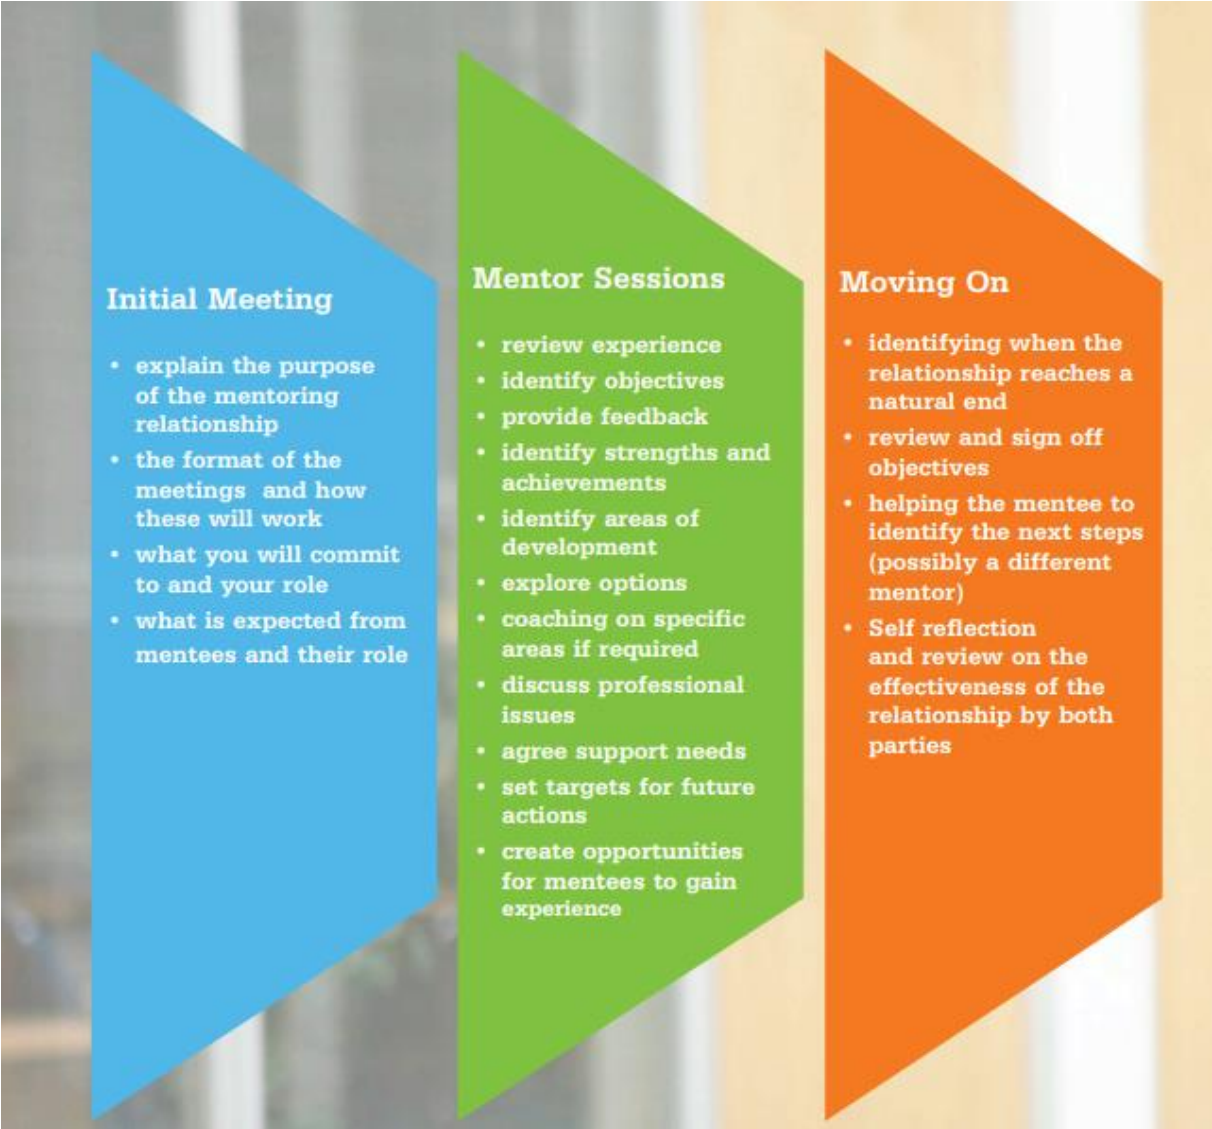 Initial Meeting
• explain the purpose
of the mentoring
relationship
• the format of the
meetings and how
these will work
• what you will commit
to and your role
• what is expected from
mentees and their role
Mentor Sessions
• review experience
• identify objectives
• provide feedback
• identify strengths and
achievements
• identify areas of
development
• explore options
• coaching on specific
areas if required
• discuss professional
issues
• agree support needs
• set targets for future
actions
• create opportunities
for mentees to gain
experience
Moving On
• identifying when the
relationship reaches a
natural end
• review and sign off
objectives
• helping the mentee to
identify the next steps
(possibly a different
mentor)
• Self reflection
and review on the
effectiveness of the
relationship by both
parties